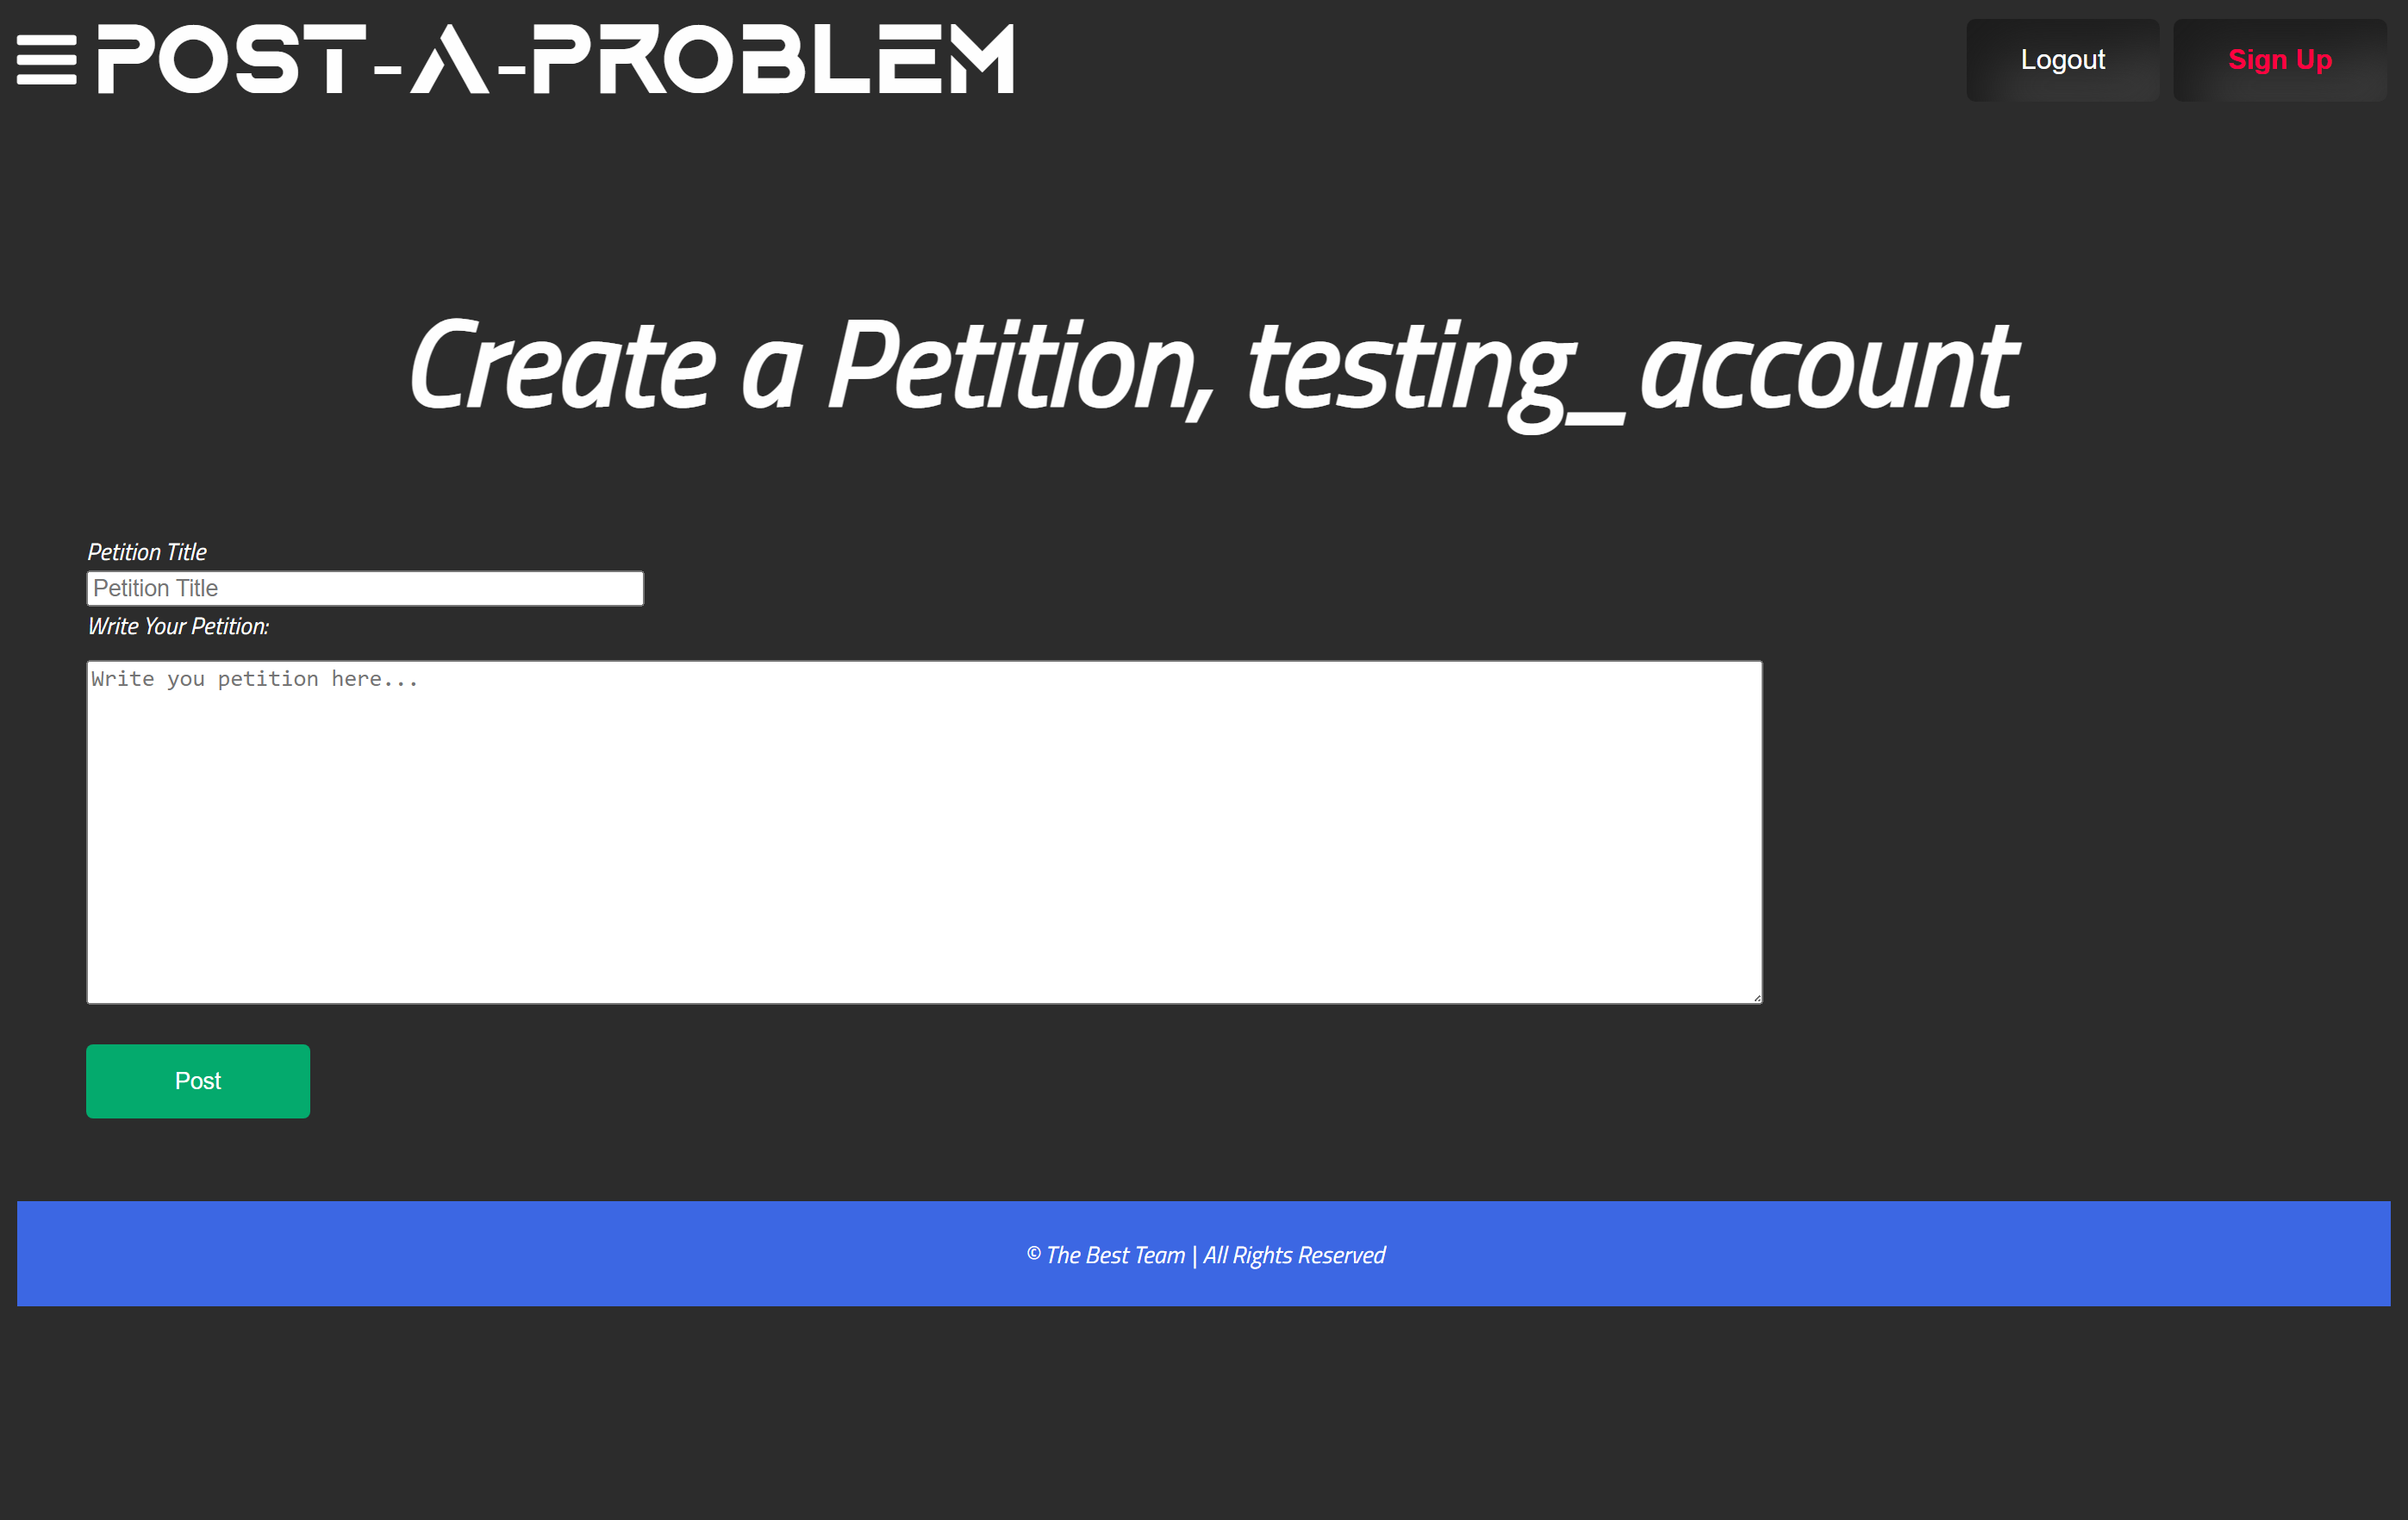 POST-A-PROBLEM
Logout
Sign Up
Create a Petition, testing_account
Petition Title
Petition Title
Write Your Petition:
Write you petition here...
Post
© The Best Team | All Rights Reserved